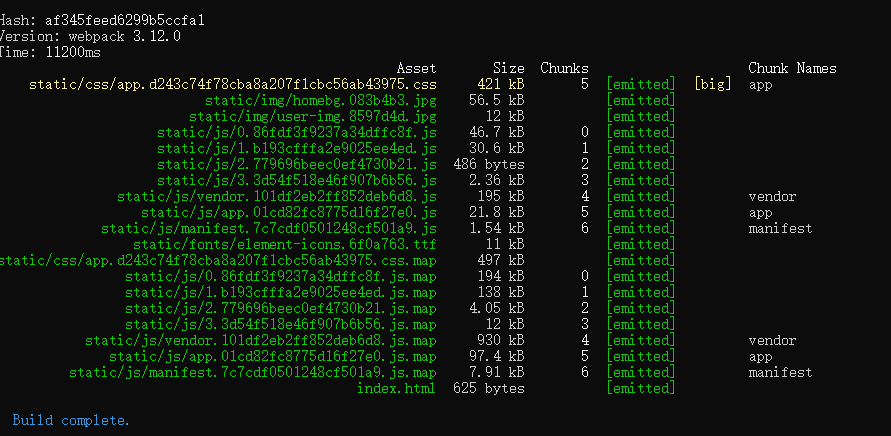 Hash: af345feed6299b5ccfa1
Version: webpack 3.12.0
Time: 11200ms
Asset Size Chunks Chunk Names
static/css/app.d243c74f78cba8a207f1cbc56ab43975.css 421 kB 5 [emitted] [big] app
static/img/homebg.083b4b3.jpg 56.5 kB [emitted]
static/img/user-img.8597d4d.jpg 12 kB [emitted]
static/js/0.86fdf3f9237a34dffc8f.js 46.7 kB 0 [emitted]
static/js/1.b193cfffa2e9025ee4ed.js 30.6 kB 1 [emitted]
static/js/2.779696beec0ef4730b21.js 486 bytes 2 [emitted]
static/js/3.3d54f518e46f907b6b56.js 2.36 kB 3 [emitted]
static/js/vendor.101df2eb2ff852deb6d8.js 195 kB 4 [emitted] vendor
static/js/app.01cd82fc8775d16f27e0.js 21.8 kB 5 [emitted] app
static/js/manifest.7c7cdf0501248cf501a9.js 1.54 kB 6 [emitted] manifest
static/fonts/element-icons.6f0a763.ttf 11 kB [emitted]
static/css/app.d243c74f78cba8a207f1cbc56ab43975.css.map 497 kB [emitted]
static/js/0.86fdf3f9237a34dffc8f.js.map 194 kB 0 [emitted]
static/js/1.b193cfffa2e9025ee4ed.js.map 138 kB 1 [emitted]
static/js/2.779696beec0ef4730b21.js.map 4.05 kB 2 [emitted]
static/js/3.3d54f518e46f907b6b56.js.map 12 kB 3 [emitted]
static/js/vendor.101df2eb2ff852deb6d8.js.map 930 kB 4 [emitted] vendor
static/js/app.01cd82fc8775d16f27e0.js.map 97.4 kB 5 [emitted] app
static/js/manifest.7c7cdf0501248cf501a9.js.map 7.91 kB 6 [emitted] manifest
index.html 625 bytes [emitted]
Build complete.